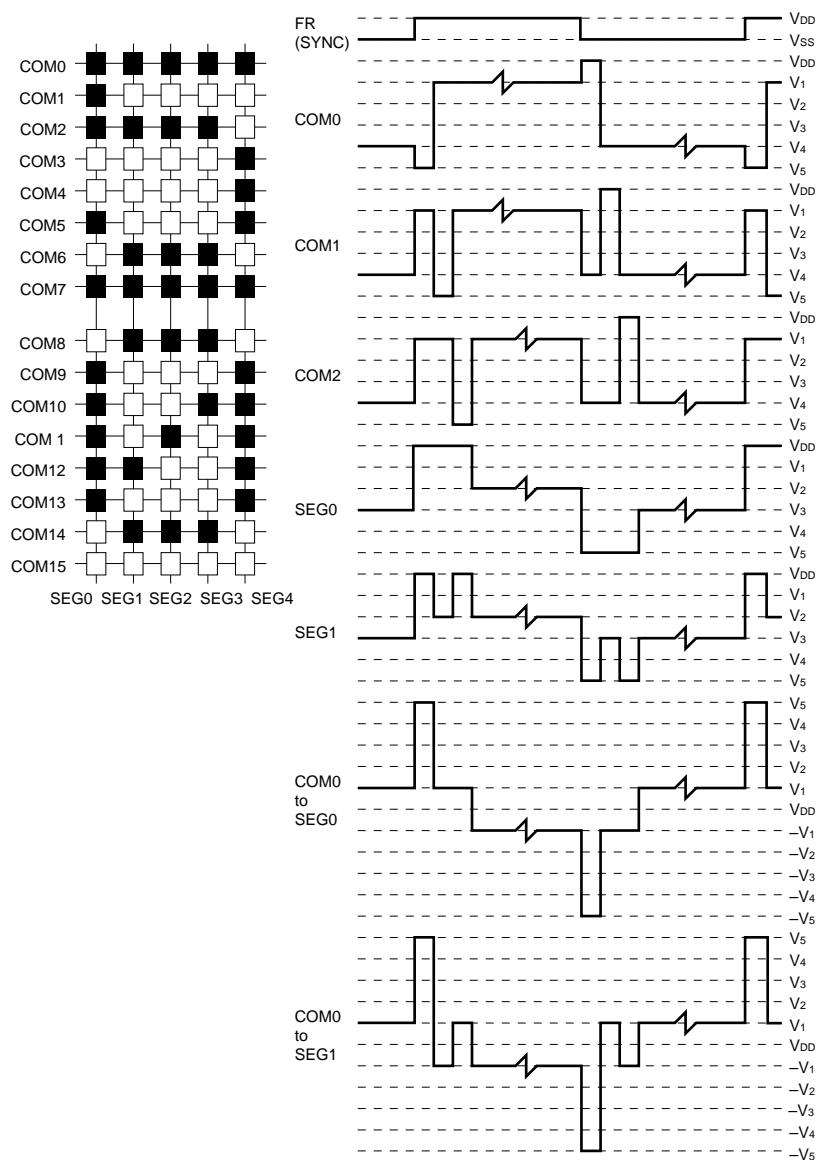 COM0
COM1
COM2
COM3
COM4
COM5
COM6
COM7
COM8
COM9
COM10
COM 1
COM12
COM13
COM14
COM15
SEG0 SEG1 SEG2 SEG3 SEG4
FR
(SYNC)
VDD
VSS
COM0
VDD
V1
V2
V3
V4
V5
COM1
VDD
V1
V2
V3
V4
V5
COM2
VDD
V1
V2
V3
V4
V5
SEG0
VDD
V1
V2
V3
V4
V5
SEG1
VDD
V1
V2
V3
V4
V5
COM0
to
SEG0
V5
V4
V3
V2
V1
VDD
–V1
–V2
–V3
–V4
–V5
COM0
to
SEG1
V5
V4
V3
V2
V1
VDD
–V1
–V2
–V3
–V4
–V5